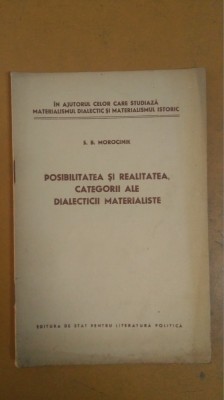 ÎN AJUTORUL CELOR CARE STUDIAZĂ
MATERIALISMUL DIALECTIC ȘI MATERIALISMUL ISTORIC
S. B. MOROCINIK
POSIBILITATEA ȘI REALITATEA,
CATEGORII ALE
DIALECTICII MATERIALISTE
EDITURA DE STAT PENTRU LITERATURA POLITICA